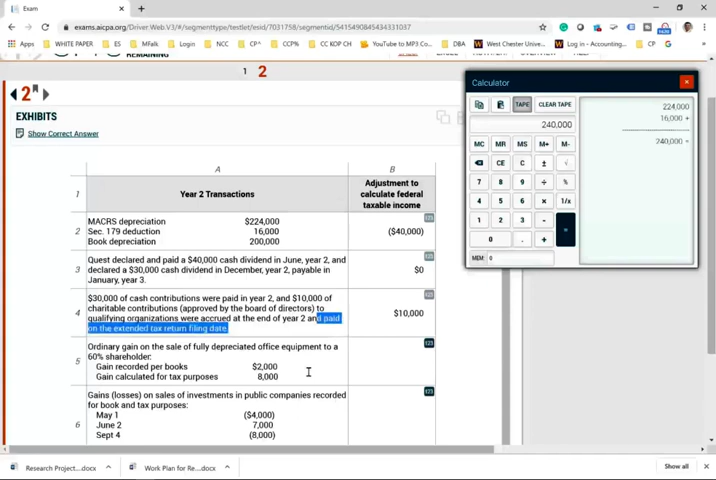 Exam
exams.aicpa.org/Driver.Web.V3/#/segmenttype/testlet/esid/7031758/segmentid/5415490845434331037
Apps WHITE PAPER ES MFalk Login NCC CP^ CCP% CC KOP CH YouTube to MP3 Co... DBA West Chester Unive... Log in - Accounting... CP
REMAINING
1 2
2
EXHIBITS
Show Correct Answer
A B
1 Year 2 Transactions Adjustment to
calculate federal
taxable income
MACRS depreciation $224,000
2 Sec. 179 deduction 16,000 ($40,000)
Book depreciation 200,000
Quest declared and paid a $40,000 cash dividend in June, year 2, and
3 declared a $30,000 cash dividend in December, year 2, payable in $0
January, year 3.
$30,000 of cash contributions were paid in year 2, and $10,000 of
charitable contributions (approved by the board of directors) to
4 qualifying organizations were accrued at the end of year 2 and paid $10,000
on the extended tax return filing date.
Ordinary gain on the sale of fully depreciated office equipment to a
60% shareholder:
5
Gain recorded per books $2,000
Gain calculated for tax purposes 8,000
Gains (losses) on sales of investments in public companies recorded
for book and tax purposes:
May 1 ($4,000)
6 June 2 7,000
Sept 4 (8,000)
Calculator
TAPE CLEAR TAPE
240,000
MC MR MS M+ M-
CE C ± √
7 8 9 ÷ %
4 5 6 × 1/x
1 2 3 - =
0 . +
MEM: 0
224,000
16,000 +
240,000 =
Research Project....docx Work Plan for Re....docx Show all